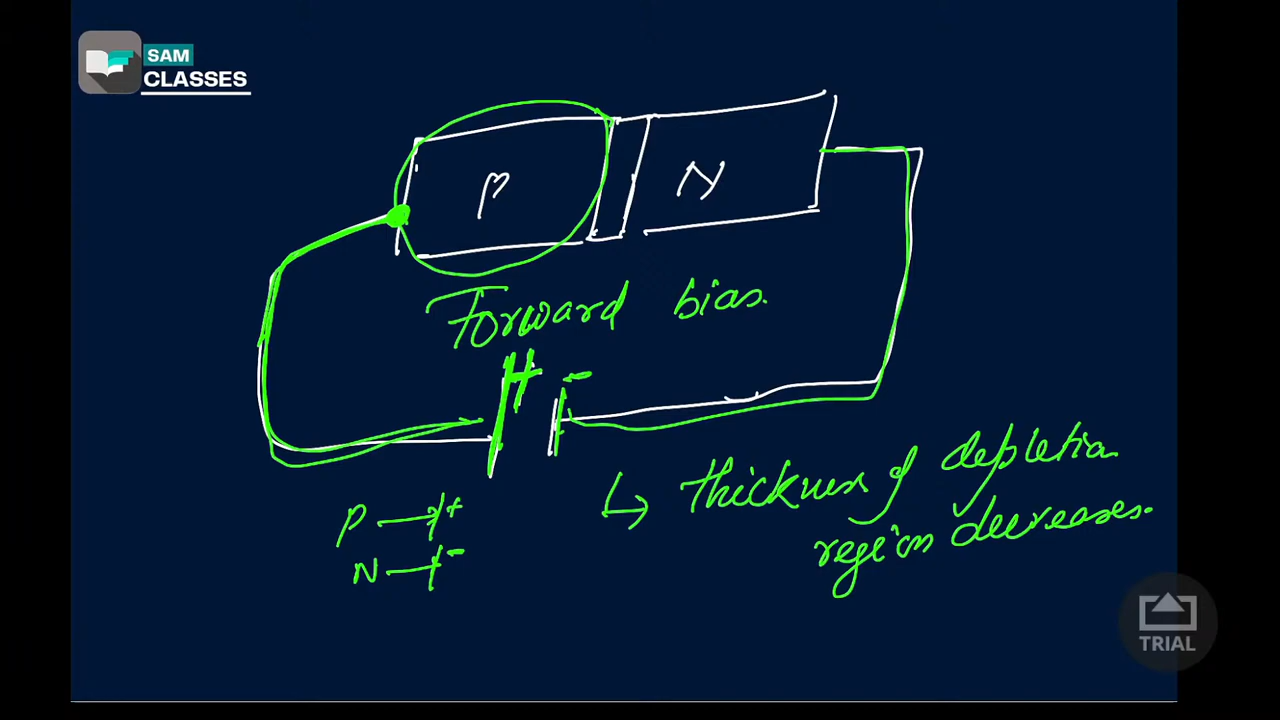 SAM
CLASSES
P
N
Forward bias.
+ -
P → +
N → -
↳ thickness of depletion
region decreases.
TRIAL